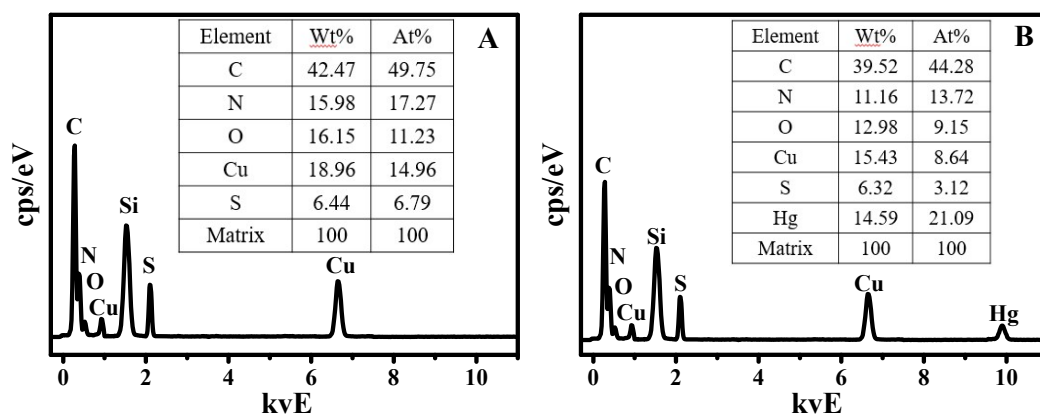 A
Element Wt% At%
C 42.47 49.75
N 15.98 17.27
O 16.15 11.23
Cu 18.96 14.96
S 6.44 6.79
Matrix 100 100
C
N
O
Cu
Si
S
Cu
cps/eV
0 2 4 6 8 10
kvE
B
Element Wt% At%
C 39.52 44.28
N 11.16 13.72
O 12.98 9.15
Cu 15.43 8.64
S 6.32 3.12
Hg 14.59 21.09
Matrix 100 100
C
N
O
Cu
Si
S
Cu
Hg
cps/eV
0 2 4 6 8 10
kvE